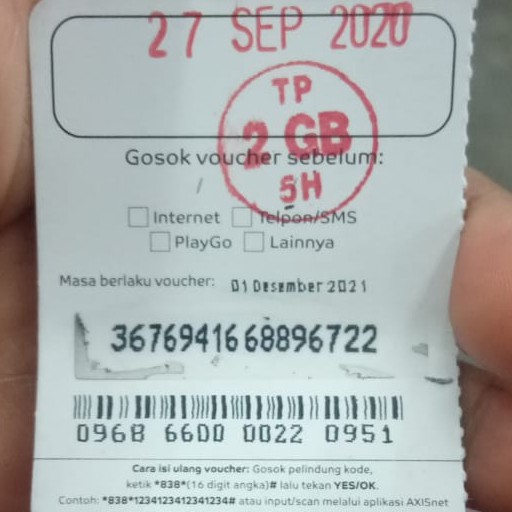 27 SEP 2020
TP
2 GB
Gosok voucher sebelum:
5H
Internet Telpon/SMS
PlayGo Lainnya
Masa berlaku voucher: 01 Desember 2021
3676941668896722
0968 6600 0022 0951
Cara isi ulang voucher: Gosok pelindung kode,
ketik *838*(16 digit angka)# lalu tekan YES/OK.
Contoh: *838*1234123412341234# atau input/scan melalui aplikasi AXISnet